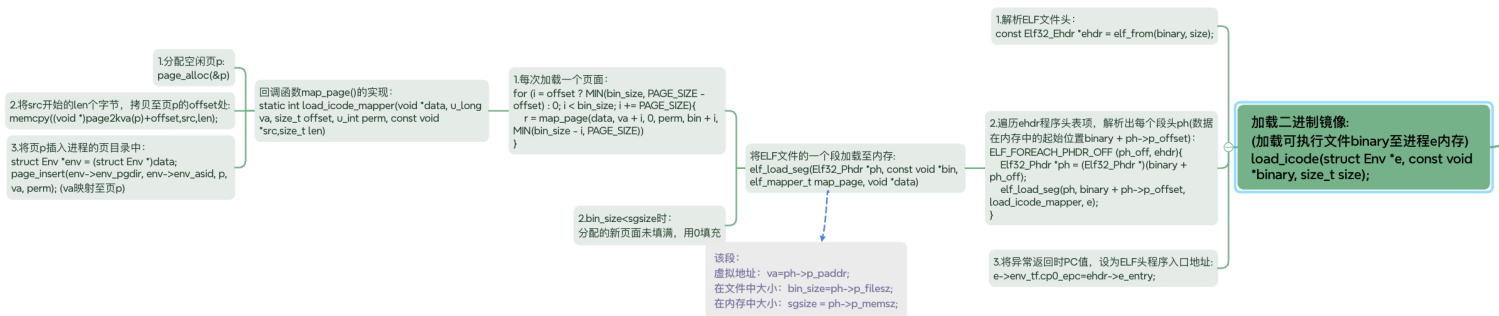 加载二进制镜像:
(加载可执行文件binary至进程e内存)
load_icode(struct Env *e, const void
*binary, size_t size);
1.解析ELF文件头:
const Elf32_Ehdr *ehdr = elf_from(binary, size);
2.遍历ehdr程序头表项，解析出每个段头ph(数据
在内存中的起始位置binary + ph->p_offset):
ELF_FOREACH_PHDR_OFF (ph_off, ehdr){
Elf32_Phdr *ph = (Elf32_Phdr *)(binary +
ph_off);
elf_load_seg(ph, binary + ph->p_offset,
load_icode_mapper, e);
}
3.将异常返回时PC值，设为ELF头程序入口地址:
e->env_tf.cp0_epc=ehdr->e_entry;
将ELF文件的一个段加载至内存:
elf_load_seg(Elf32_Phdr *ph, const void *bin,
elf_mapper_t map_page, void *data)
该段:
虚拟地址: va=ph->p_paddr;
在文件中大小: bin_size=ph->p_filesz;
在内存中大小: sgsize = ph->p_memsz;
1.每次加载一个页面:
for (i = offset ? MIN(bin_size, PAGE_SIZE -
offset) : 0; i < bin_size; i += PAGE_SIZE){
r = map_page(data, va + i, 0, perm, bin + i,
MIN(bin_size - i, PAGE_SIZE))
}
2.bin_size<sgsize时:
分配的新页面未填满，用0填充
回调函数map_page()的实现:
static int load_icode_mapper(void *data, u_long
va, size_t offset, u_int perm, const void
*src,size_t len)
1.分配空闲页p:
page_alloc(&p)
2.将src开始的len个字节，拷贝至页p的offset处:
memcpy((void *)page2kva(p)+offset,src,len);
3.将页p插入进程的页目录中:
struct Env *env = (struct Env *)data;
page_insert(env->env_pgdir, env->env_asid, p,
va, perm); (va映射至页p)